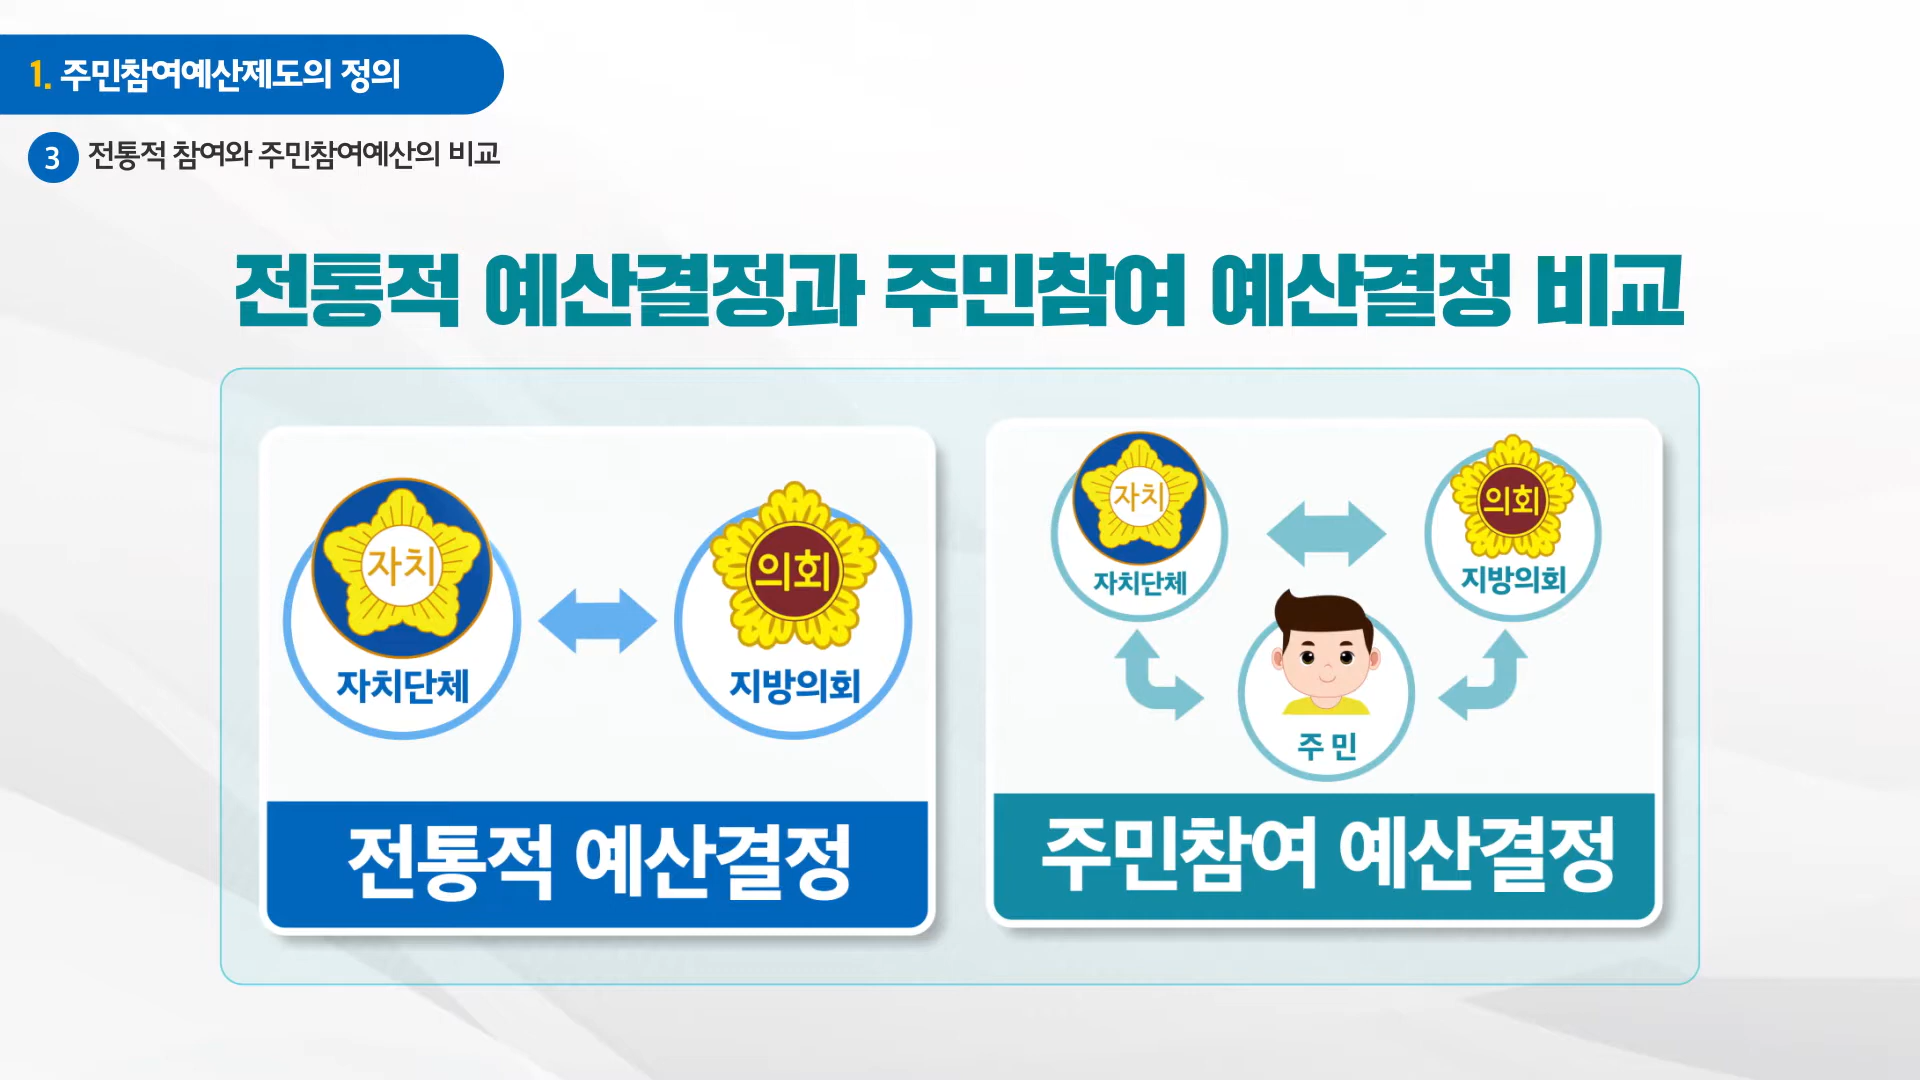 1. 주민참여예산제도의 정의
3 전통적 참여와 주민참여예산의 비교
전통적 예산결정과 주민참여 예산결정 비교
자치
자치단체
의회
지방의회
전통적 예산결정
자치
자치단체
의회
지방의회
주민
주민참여 예산결정